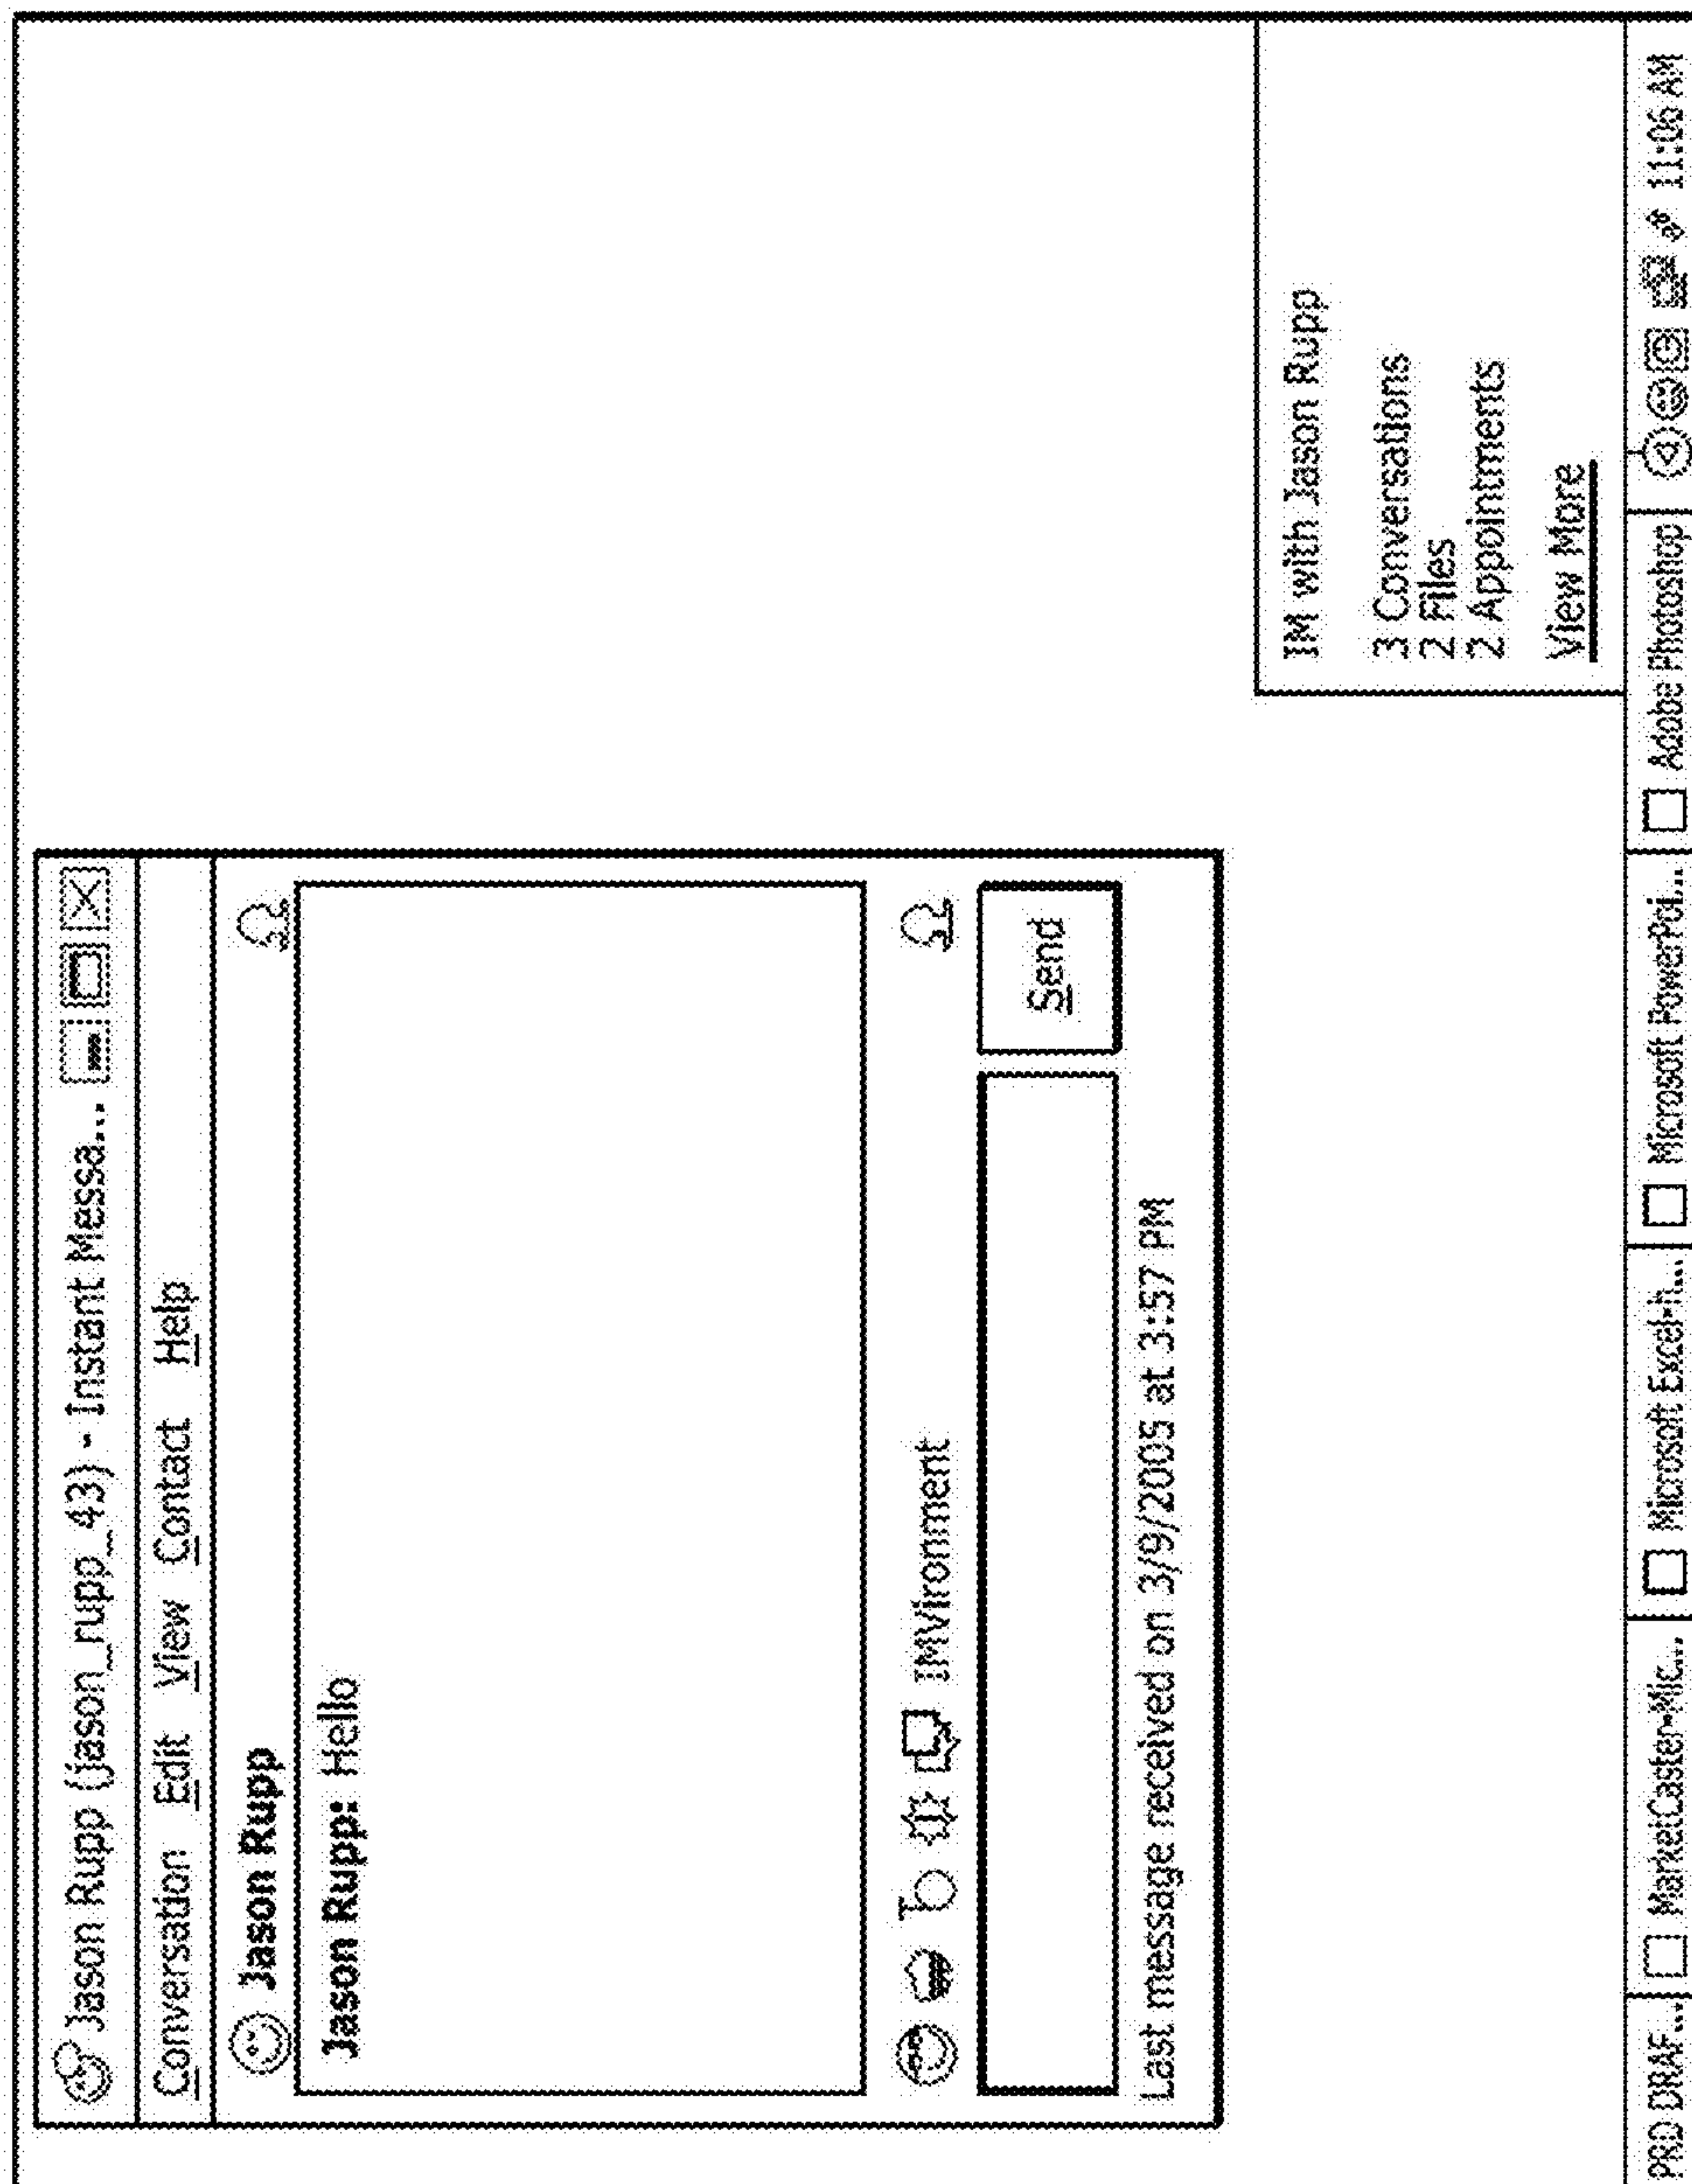 Jason Rupp (jason_rupp_43) - Instant Messa...
Conversation Edit View Contact Help
Jason Rupp
Jason Rupp: Hello
IMVironment
Send
Last message received on 3/9/2005 at 3:57 PM
IM with Jason Rupp
3 Conversations
2 Files
2 Appointments
View More
PRD DRAF... MarketCaster-Mic... Microsoft Excel-h... Microsoft PowerPoi... Adobe Photoshop 11:06 AM